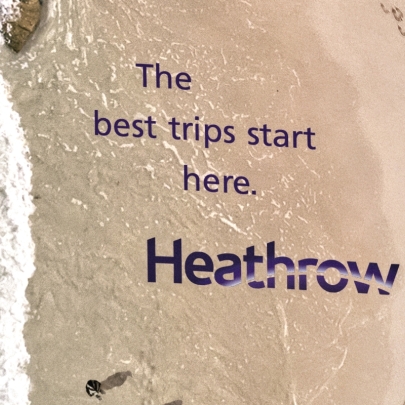 The
best trips start
here.
Heathrow